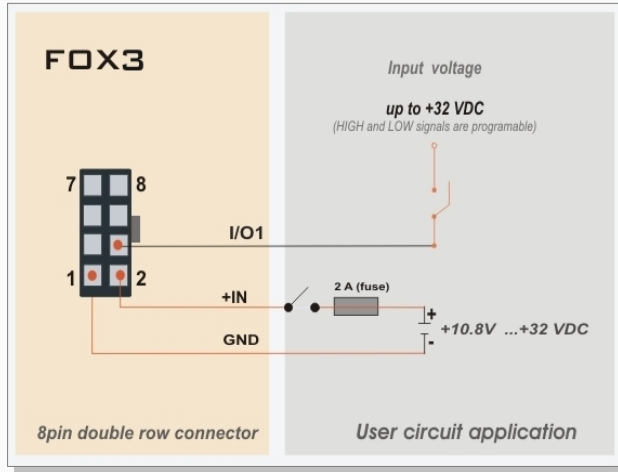 FOX3
Input voltage
up to +32 VDC
(HIGH and LOW signals are programable)
7
8
I/O1
1
2
+IN
2 A (fuse)
+
+10.8V ...+32 VDC
-
GND
8pin double row connector
User circuit application